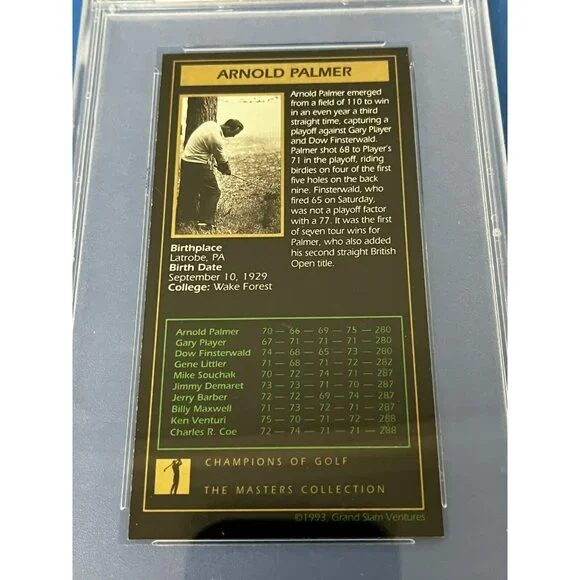 ARNOLD PALMER
Arnold Palmer emerged
from a field of 110 to win
in an even year a third
straight time, capturing a
playoff against Gary Player
and Dow Finsterwald.
Palmer shot 68 to Player's
71 in the playoff, riding
birdies on four of the first
five holes on the back
nine. Finsterwald, who
fired 65 on Saturday,
was not a playoff factor
with a 77. It was the first
of seven tour wins for
Palmer, who also added
his second straight British
Open title.
Birthplace
Latrobe, PA
Birth Date
September 10, 1929
College: Wake Forest
Arnold Palmer 70 — 66 — 69 — 75 — 280
Gary Player 67 — 71 — 71 — 71 — 280
Dow Finsterwald 74 — 68 — 65 — 73 — 280
Gene Littler 71 — 68 — 71 — 72 — 282
Mike Souchak 70 — 72 — 74 — 71 — 287
Jimmy Demaret 73 — 73 — 71 — 70 — 287
Jerry Barber 72 — 72 — 69 — 74 — 287
Billy Maxwell 71 — 73 — 72 — 71 — 287
Ken Venturi 75 — 70 — 71 — 72 — 288
Charles R. Coe 72 — 74 — 71 — 71 — 288
CHAMPIONS OF GOLF
THE MASTERS COLLECTION
©1993, Grand Slam Ventures